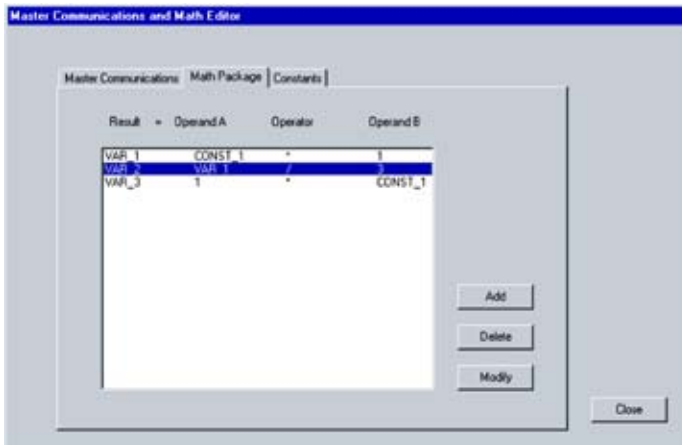 Master Communications and Math Editor
Master Communications Math Package Constants
Result = Operand A Operator Operand B
VAR_1 CONST_1 * 1
VAR_2 VAR_1 / 3
VAR_3 1 * CONST_1
Add
Delete
Modify
Close